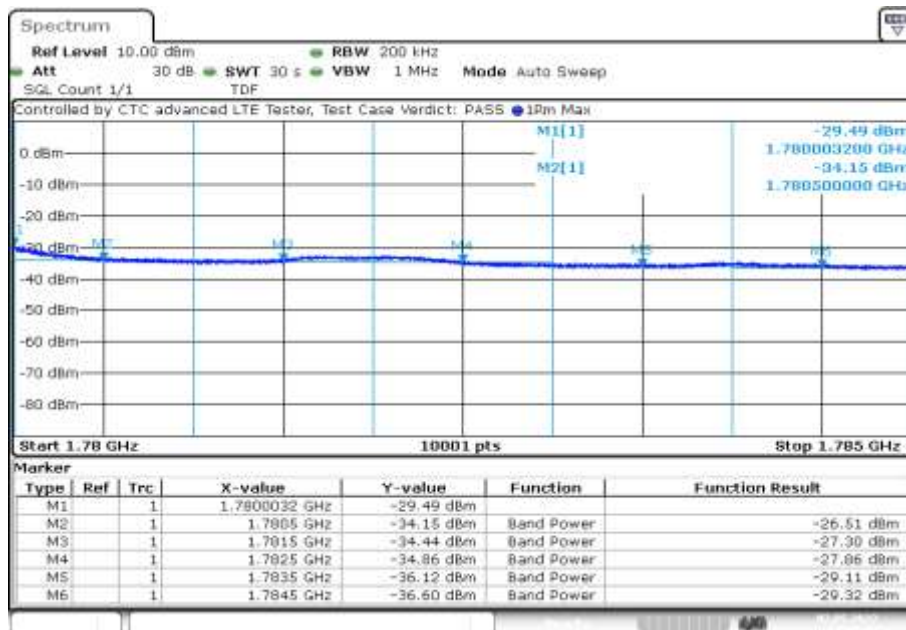 Spectrum
Ref Level 10.00 dBm RBW 200 kHz
Att 30 dB SWT 30 s VBW 1 MHz Mode Auto Sweep
SGL Count 1/1 TDF
Controlled by CTC advanced LTE Tester, Test Case Verdict: PASS 1Rm Max
M1[1] -29.49 dBm
1.780003200 GHz
M2[1] -34.15 dBm
1.780500000 GHz
0 dBm
-10 dBm
-20 dBm
-30 dBm
M2 M3 M4 M5 M6
-40 dBm
-50 dBm
-60 dBm
-70 dBm
-80 dBm
Start 1.78 GHz 10001 pts Stop 1.785 GHz
Marker
Type Ref Trc X-value Y-value Function Function Result
M1 1 1.7800032 GHz -29.49 dBm
M2 1 1.7805 GHz -34.15 dBm Band Power -26.51 dBm
M3 1 1.7815 GHz -34.44 dBm Band Power -27.30 dBm
M4 1 1.7825 GHz -34.86 dBm Band Power -27.86 dBm
M5 1 1.7835 GHz -36.12 dBm Band Power -29.11 dBm
M6 1 1.7845 GHz -36.60 dBm Band Power -29.32 dBm